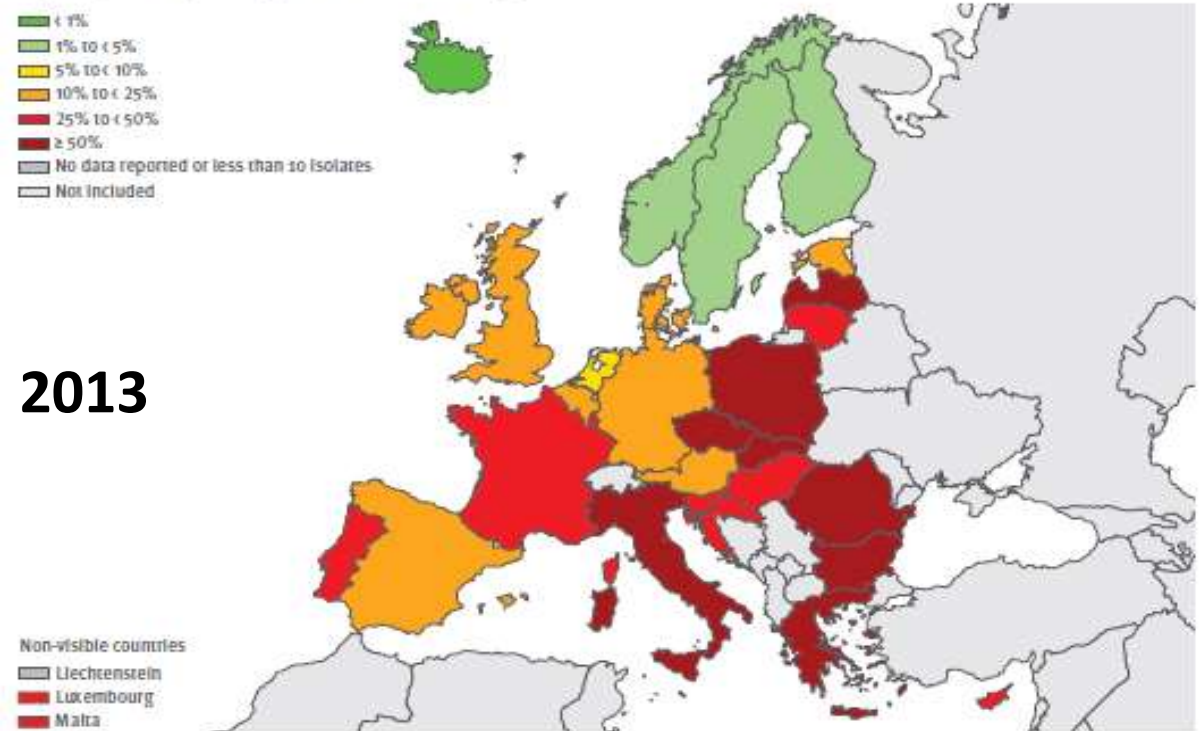 < 1%
1% to < 5%
5% to < 10%
10% to < 25%
25% to < 50%
≥ 50%
No data reported or less than 10 isolates
Not included
2013
Non-visible countries
Liechtenstein
Luxembourg
Malta